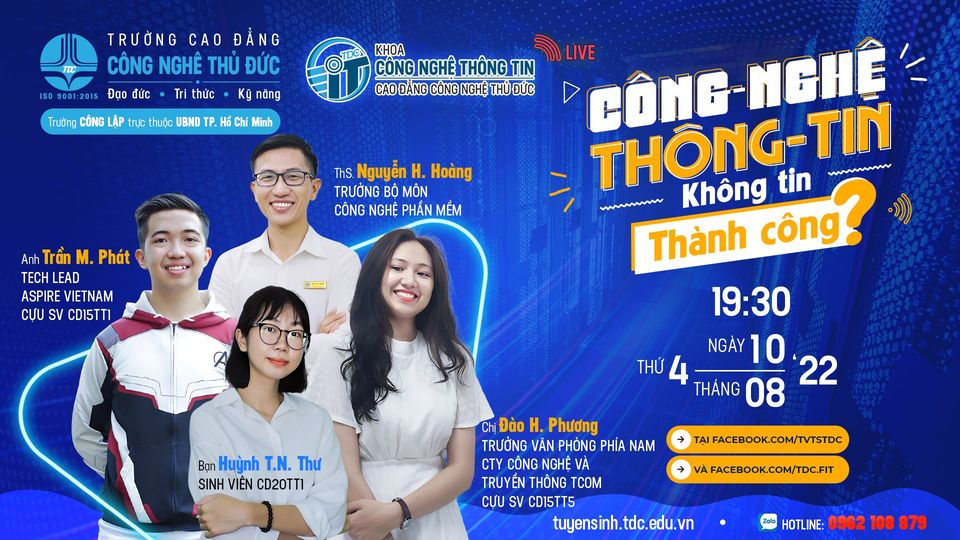 TRƯỜNG CAO ĐẲNG
CÔNG NGHỆ THỦ ĐỨC
Đạo đức • Tri thức • Kỹ năng
TDC
ISO 9001:2015
Trường CÔNG LẬP trực thuộc UBND TP. Hồ Chí Minh
TDC
iT
KHOA
CÔNG NGHỆ THÔNG TIN
CAO ĐẲNG CÔNG NGHỆ THỦ ĐỨC
LIVE
CÔNG-NGHỆ
THÔNG-TIN
Không tin
Thành công?
ThS. Nguyễn H. Hoàng
TRƯỞNG BỘ MÔN
CÔNG NGHỆ PHẦN MỀM
Anh Trần M. Phát
TECH LEAD
ASPIRE VIETNAM
CỰU SV CD15TT1
Bạn Huỳnh T.N. Thư
SINH VIÊN CD20TT1
Chị Đào H. Phương
TRƯỞNG VĂN PHÒNG PHÍA NAM
CTY CÔNG NGHỆ VÀ
TRUYỀN THÔNG TCOM
CỰU SV CD15TT5
19:30
THỨ 4 NGÀY 10 THÁNG 08 '22
TẠI FACEBOOK.COM/TVTSTDC
VÀ FACEBOOK.COM/TDC.FIT
tuyensinh.tdc.edu.vn • Zalo HOTLINE: 0962 108 879